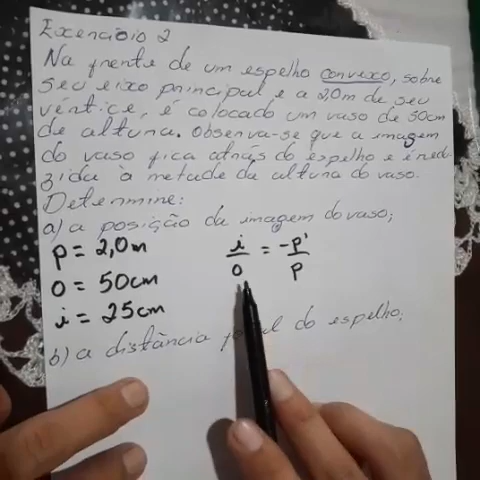 Exercício 2
Na frente de um espelho convexo, sobre
seu eixo principal e a 2,0m de seu
vértice, é colocado um vaso de 50cm
de altura. Observa-se que a imagem
do vaso fica atrás do espelho e é redu
zida à metade da altura do vaso.
Determine:
a) a posição da imagem do vaso;
p = 2,0m
i/o = -p'/p
o = 50cm
i = 25cm
b) a distância focal do espelho;